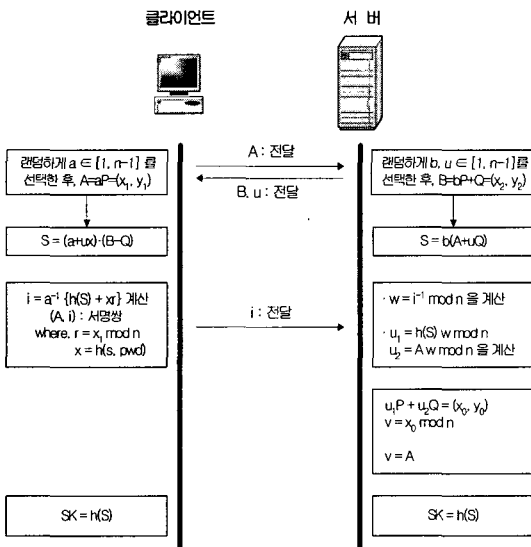 클라이언트
서 버
랜덤하게 a ∈ [1, n-1] 를
선택한 후, A=aP=(x₁, y₁)
A : 전달
B, u : 전달
랜덤하게 b, u ∈ [1, n-1] 를
선택한 후, B=bP+Q=(x₂, y₂)
S = (a+ux)·(B-Q)
S = b(A+uQ)
i = a⁻¹ {h(S) + xr} 계산
(A, i) : 서명쌍
where, r = x₁ mod n
x = h(s, pwd)
i : 전달
· w = i⁻¹ mod n 을 계산
· u₁ = h(S) w mod n
u₂ = A w mod n 을 계산
u₁P + u₂Q = (x₀, y₀)
v = x₀ mod n
v = A
SK = h(S)
SK = h(S)